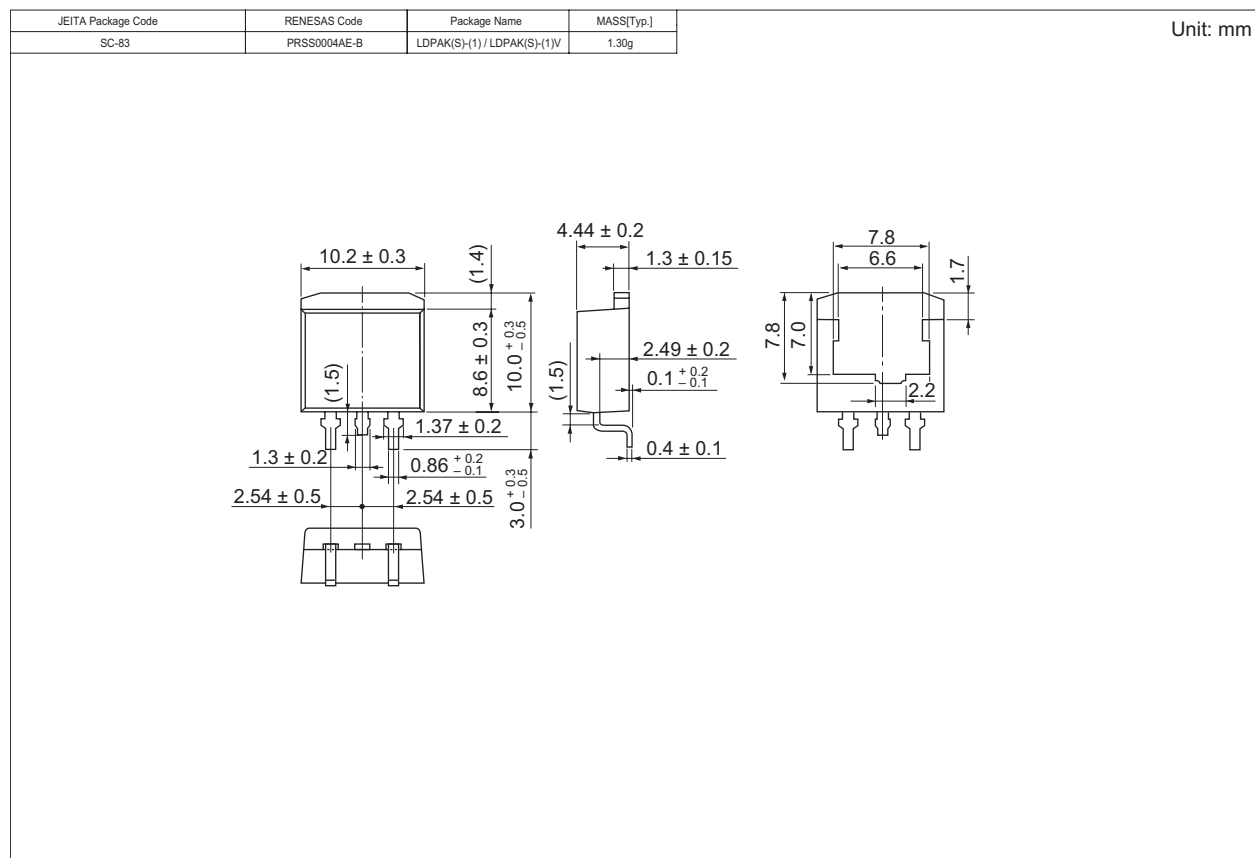 JEITA Package Code RENESAS Code Package Name MASS[Typ.]
SC-83 PRSS0004AE-B LDPAK(S)-(1) / LDPAK(S)-(1)V 1.30g
Unit: mm
10.2 ± 0.3
(1.4)
8.6 ± 0.3
10.0 + 0.3 – 0.5
(1.5)
1.37 ± 0.2
1.3 ± 0.2
0.86 + 0.2 – 0.1
2.54 ± 0.5
2.54 ± 0.5
3.0 + 0.3 – 0.5
4.44 ± 0.2
1.3 ± 0.15
2.49 ± 0.2
0.1 + 0.2 – 0.1
(1.5)
0.4 ± 0.1
7.8
6.6
1.7
7.8
7.0
2.2